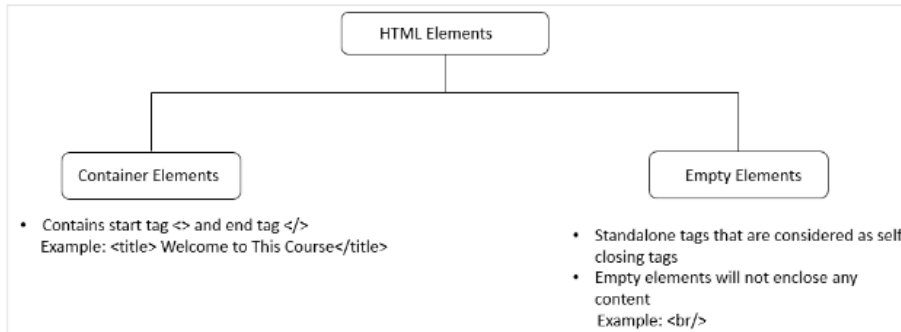 HTML Elements
Container Elements
• Contains start tag <> and end tag </>
Example: <title> Welcome to This Course</title>
Empty Elements
• Standalone tags that are considered as self
closing tags
• Empty elements will not enclose any
content
Example: <br/>